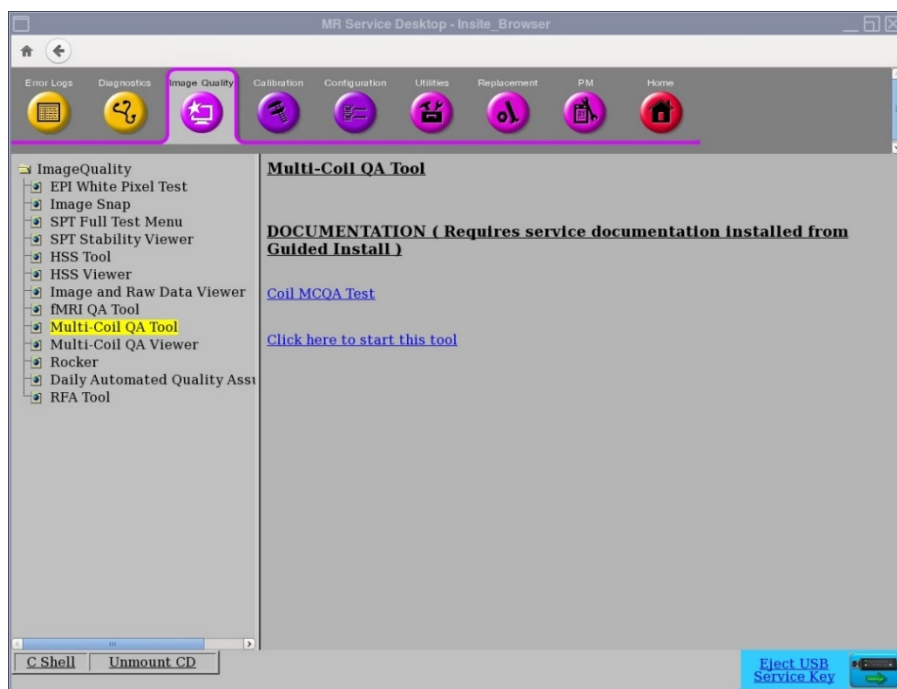 MR Service Desktop - Insite_Browser
Error Logs
Diagnostics
Image Quality
Calibration
Configuration
Utilities
Replacement
PM
Home
ImageQuality
EPI White Pixel Test
Image Snap
SPT Full Test Menu
SPT Stability Viewer
HSS Tool
HSS Viewer
Image and Raw Data Viewer
fMRI QA Tool
Multi-Coil QA Tool
Multi-Coil QA Viewer
Rocker
Daily Automated Quality Assu
RFA Tool
Multi-Coil QA Tool
DOCUMENTATION ( Requires service documentation installed from
Guided Install )
Coil MCQA Test
Click here to start this tool
C Shell
Unmount CD
Eject USB
Service Key